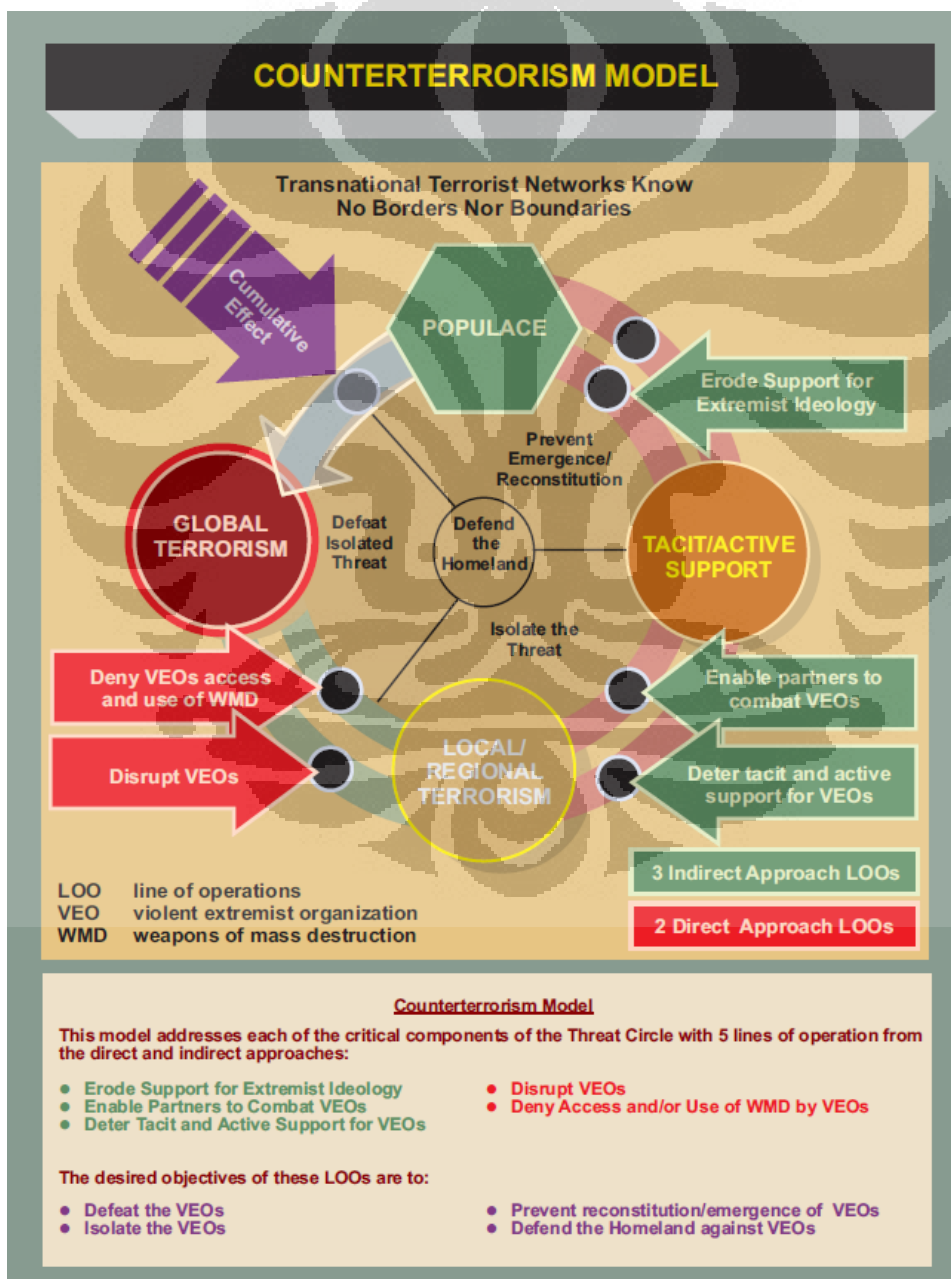 COUNTERTERRORISM MODEL
Transnational Terrorist Networks Know
No Borders Nor Boundaries
Cumulative
Effect
POPULACE
Erode Support for
Extremist Ideology
Prevent
Emergence/
Reconstitution
GLOBAL
TERRORISM
Defeat
Isolated
Threat
Defend
the
Homeland
TACIT/ACTIVE
SUPPORT
Isolate the
Threat
Deny VEOs access
and use of WMD
Enable partners to
combat VEOs
Disrupt VEOs
LOCAL/
REGIONAL
TERRORISM
Deter tacit and active
support for VEOs
3 Indirect Approach LOOs
2 Direct Approach LOOs
LOO line of operations
VEO violent extremist organization
WMD weapons of mass destruction
Counterterrorism Model
This model addresses each of the critical components of the Threat Circle with 5 lines of operation from
the direct and indirect approaches:
● Erode Support for Extremist Ideology
● Enable Partners to Combat VEOs
● Deter Tacit and Active Support for VEOs
● Disrupt VEOs
● Deny Access and/or Use of WMD by VEOs
The desired objectives of these LOOs are to:
● Defeat the VEOs
● Isolate the VEOs
● Prevent reconstitution/emergence of VEOs
● Defend the Homeland against VEOs